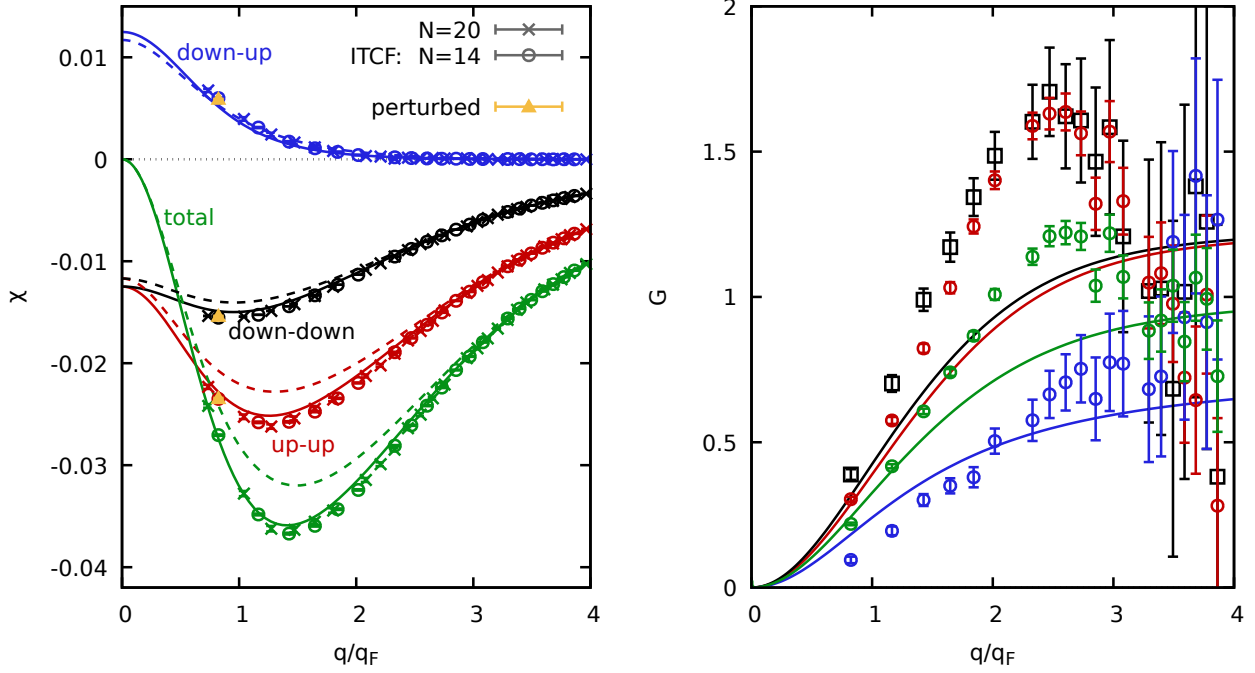 0.01
0
-0.01
-0.02
-0.03
-0.04
χ
0 1 2 3 4
q/qF
down-up
N=20
ITCF: N=14
perturbed
total
down-down
up-up
2
1.5
1
0.5
0
G
0 1 2 3 4
q/qF